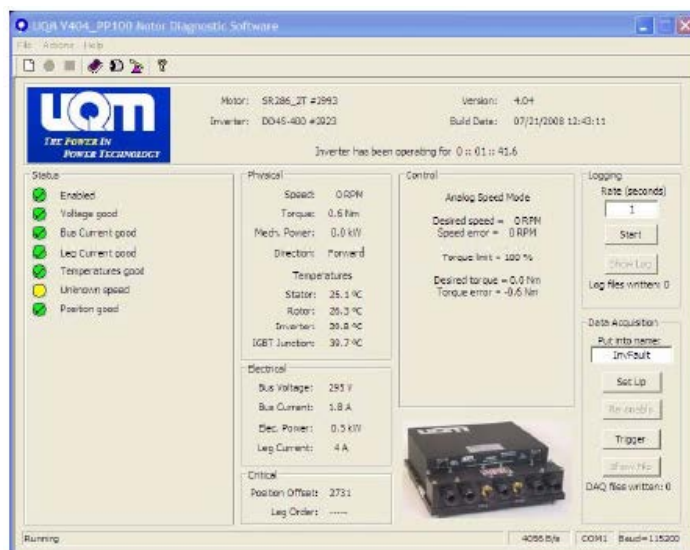 UQM V404_PP100 Motor Diagnostic Software
File Actions Help
UQM
THE POWER IN
POWER TECHNOLOGY
Motor: SR286_2T #2993
Inverter: DD45-400 #3923
Version: 4.04
Build Date: 07/21/2008 12:43:11
Inverter has been operating for 0 :: 01 :: 41.6
Status
Enabled
Voltage good
Bus Current good
Leg Current good
Temperatures good
Unknown speed
Position good
Physical
Speed: 0 RPM
Torque: 0.6 Nm
Mech. Power: 0.0 kW
Direction: Forward
Temperatures
Stator: 25.1 ºC
Rotor: 26.3 ºC
Inverter:
IGBT Junction: 39.7 ºC
Electrical
Bus Voltage: 295 V
Bus Current: 1.8 A
Elec. Power: 0.5 kW
Leg Current: 4 A
Critical
Position Offset: 2731
Leg Order: -----
Control
Analog Speed Mode
Desired speed = 0 RPM
Speed error = 0 RPM
Torque limit = 100 %
Desired torque = 0.0 Nm
Torque error = -0.6 Nm
UQM
Logging
Rate (seconds)
1
Start
Show Log
Log files written: 0
Data Acquisition
Put into name:
InvFault
Set Up
Re-enable
Trigger
Show File
DAQ files written: 0
Running
4056 B/s
COM1
Baud=115200